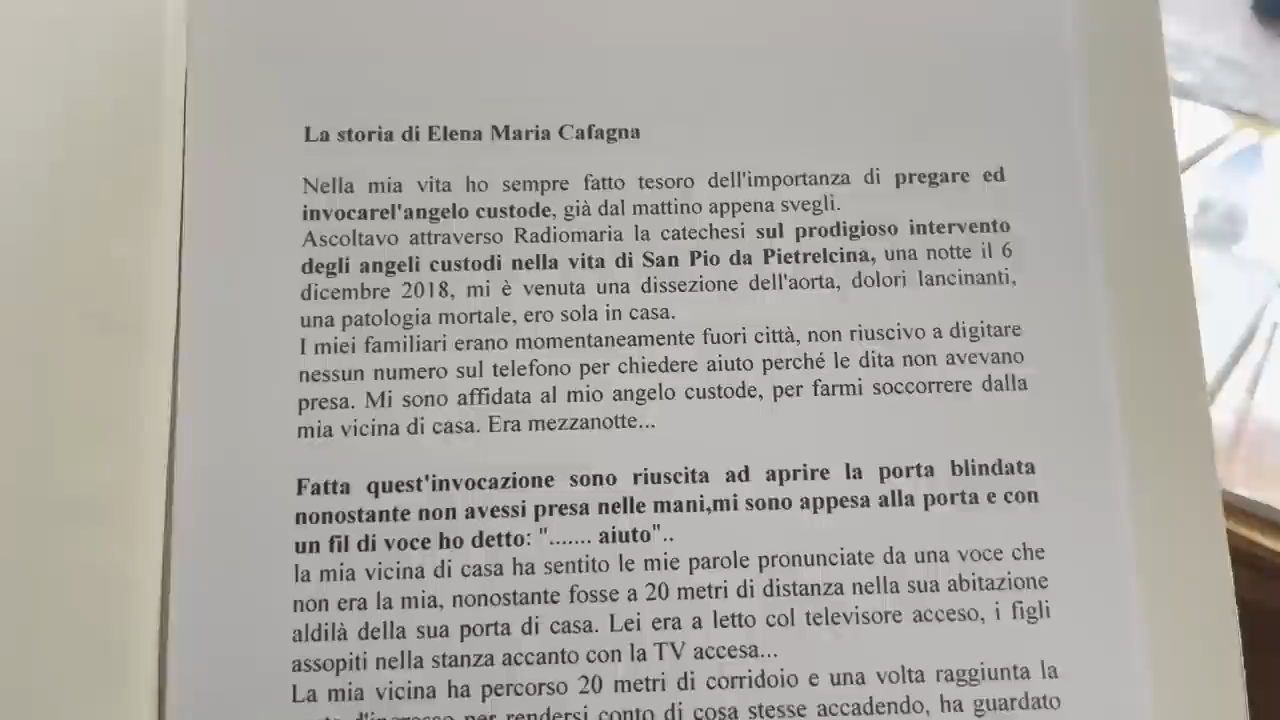 La storia di Elena Maria Cafagna
Nella mia vita ho sempre fatto tesoro dell'importanza di pregare ed
invocarel'angelo custode, già dal mattino appena svegli.
Ascoltavo attraverso Radiomaria la catechesi sul prodigioso intervento
degli angeli custodi nella vita di San Pio da Pietrelcina, una notte il 6
dicembre 2018, mi è venuta una dissezione dell'aorta, dolori lancinanti,
una patologia mortale, ero sola in casa.
I miei familiari erano momentaneamente fuori città, non riuscivo a digitare
nessun numero sul telefono per chiedere aiuto perché le dita non avevano
presa. Mi sono affidata al mio angelo custode, per farmi soccorrere dalla
mia vicina di casa. Era mezzanotte...
Fatta quest'invocazione sono riuscita ad aprire la porta blindata
nonostante non avessi presa nelle mani,mi sono appesa alla porta e con
un fil di voce ho detto: "....... aiuto"..
la mia vicina di casa ha sentito le mie parole pronunciate da una voce che
non era la mia, nonostante fosse a 20 metri di distanza nella sua abitazione
aldilà della sua porta di casa. Lei era a letto col televisore acceso, i figli
assopiti nella stanza accanto con la TV accesa...
La mia vicina ha percorso 20 metri di corridoio e una volta raggiunta la
per rendersi conto di cosa stesse accadendo, ha guardato